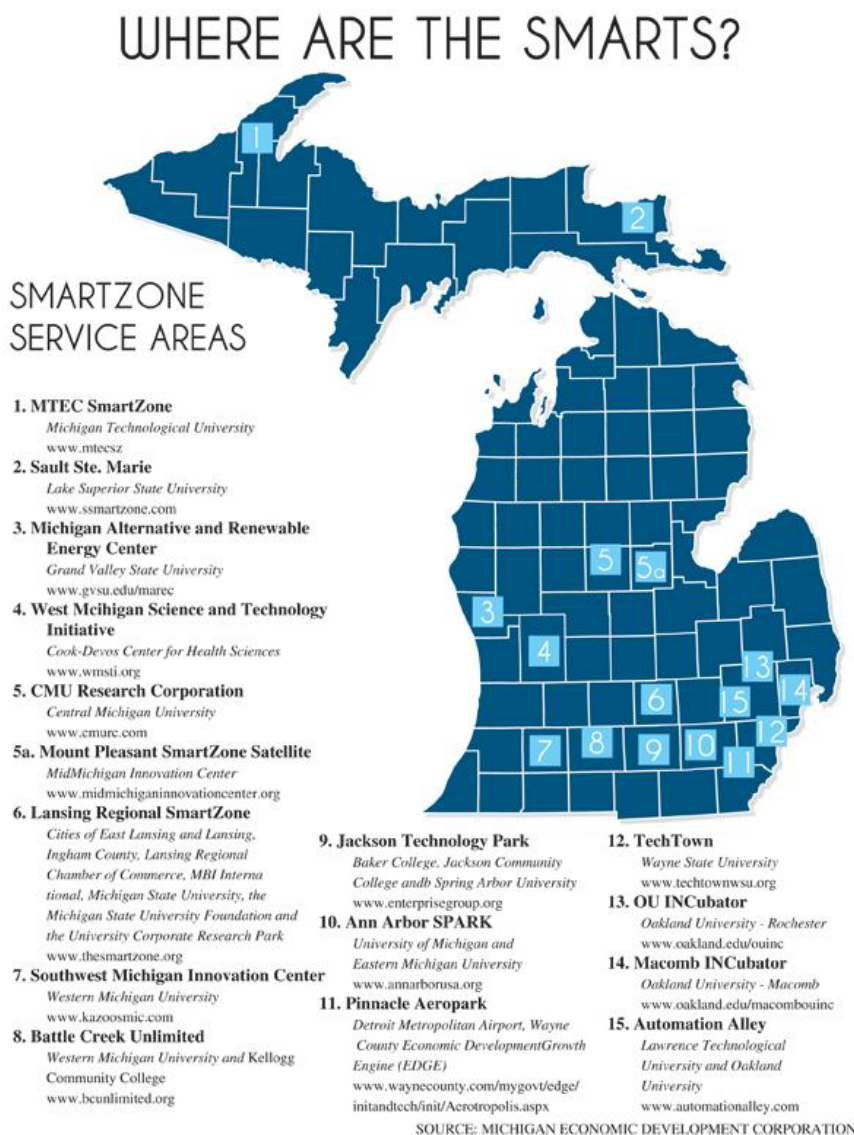 WHERE ARE THE SMARTS?
1
2
SMARTZONE
SERVICE AREAS
1. MTEC SmartZone
Michigan Technological University
www.mtecsz
2. Sault Ste. Marie
Lake Superior State University
www.ssmartzone.com
3. Michigan Alternative and Renewable
Energy Center
Grand Valley State University
www.gvsu.edu/marec
4. West Mcihigan Science and Technology
Initiative
Cook-Devos Center for Health Sciences
www.wmsti.org
5. CMU Research Corporation
Central Michigan University
www.cmurc.com
5a. Mount Pleasant SmartZone Satellite
MidMichigan Innovation Center
www.midmichiganinnovationcenter.org
6. Lansing Regional SmartZone
Cities of East Lansing and Lansing,
Ingham County, Lansing Regional
Chamber of Commerce, MBI Interna
tional, Michigan State University, the
Michigan State University Foundation and
the University Corporate Research Park
www.thesmartzone.org
7. Southwest Michigan Innovation Center
Western Michigan University
www.kazoosmic.com
8. Battle Creek Unlimited
Western Michigan University and Kellogg
Community College
www.bcunlimited.org
5
5a
3
4
13
6
15
14
12
7
8
9
10
11
9. Jackson Technology Park
Baker College, Jackson Community
College andb Spring Arbor University
www.enterprisegroup.org
10. Ann Arbor SPARK
University of Michigan and
Eastern Michigan University
www.annarborusa.org
11. Pinnacle Aeropark
Detroit Metropolitan Airport, Wayne
County Economic DevelopmentGrowth
Engine (EDGE)
www.waynecounty.com/mygovt/edge/
initandtech/init/Aerotropolis.aspx
12. TechTown
Wayne State University
www.techtownwsu.org
13. OU INCubator
Oakland University - Rochester
www.oakland.edu/ouinc
14. Macomb INCubator
Oakland University - Macomb
www.oakland.edu/macombouinc
15. Automation Alley
Lawrence Technological
University and Oakland
University
www.automationalley.com
SOURCE: MICHIGAN ECONOMIC DEVELOPMENT CORPORATION